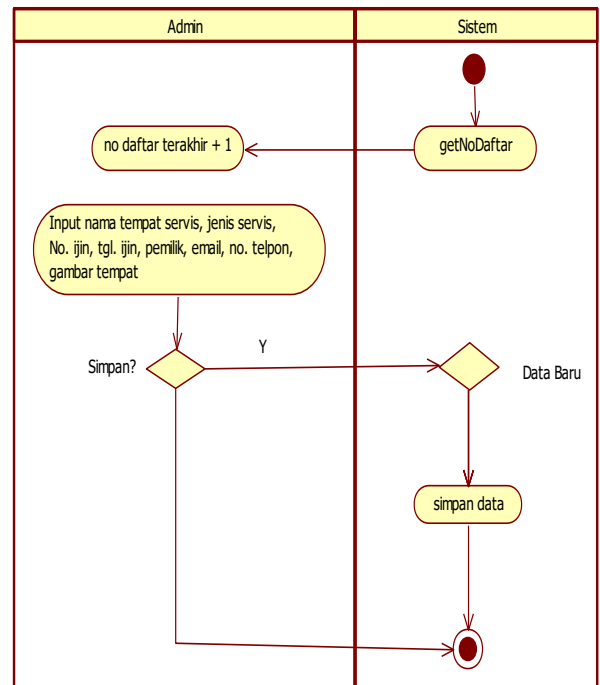 Admin
Sistem
getNoDaftar
no daftar terakhir + 1
Input nama tempat servis, jenis servis,
No. ijin, tgl. ijin, pemilik, email, no. telpon,
gambar tempat
Simpan?
Y
Data Baru
simpan data